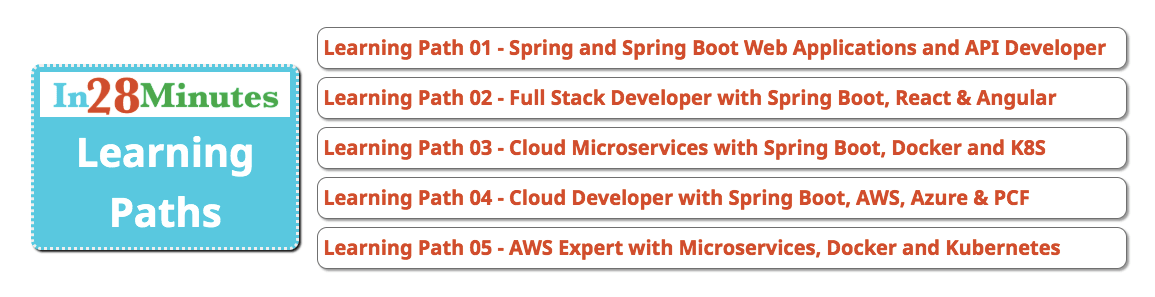 In28Minutes
Learning
Paths
Learning Path 01 - Spring and Spring Boot Web Applications and API Developer
Learning Path 02 - Full Stack Developer with Spring Boot, React & Angular
Learning Path 03 - Cloud Microservices with Spring Boot, Docker and K8S
Learning Path 04 - Cloud Developer with Spring Boot, AWS, Azure & PCF
Learning Path 05 - AWS Expert with Microservices, Docker and Kubernetes